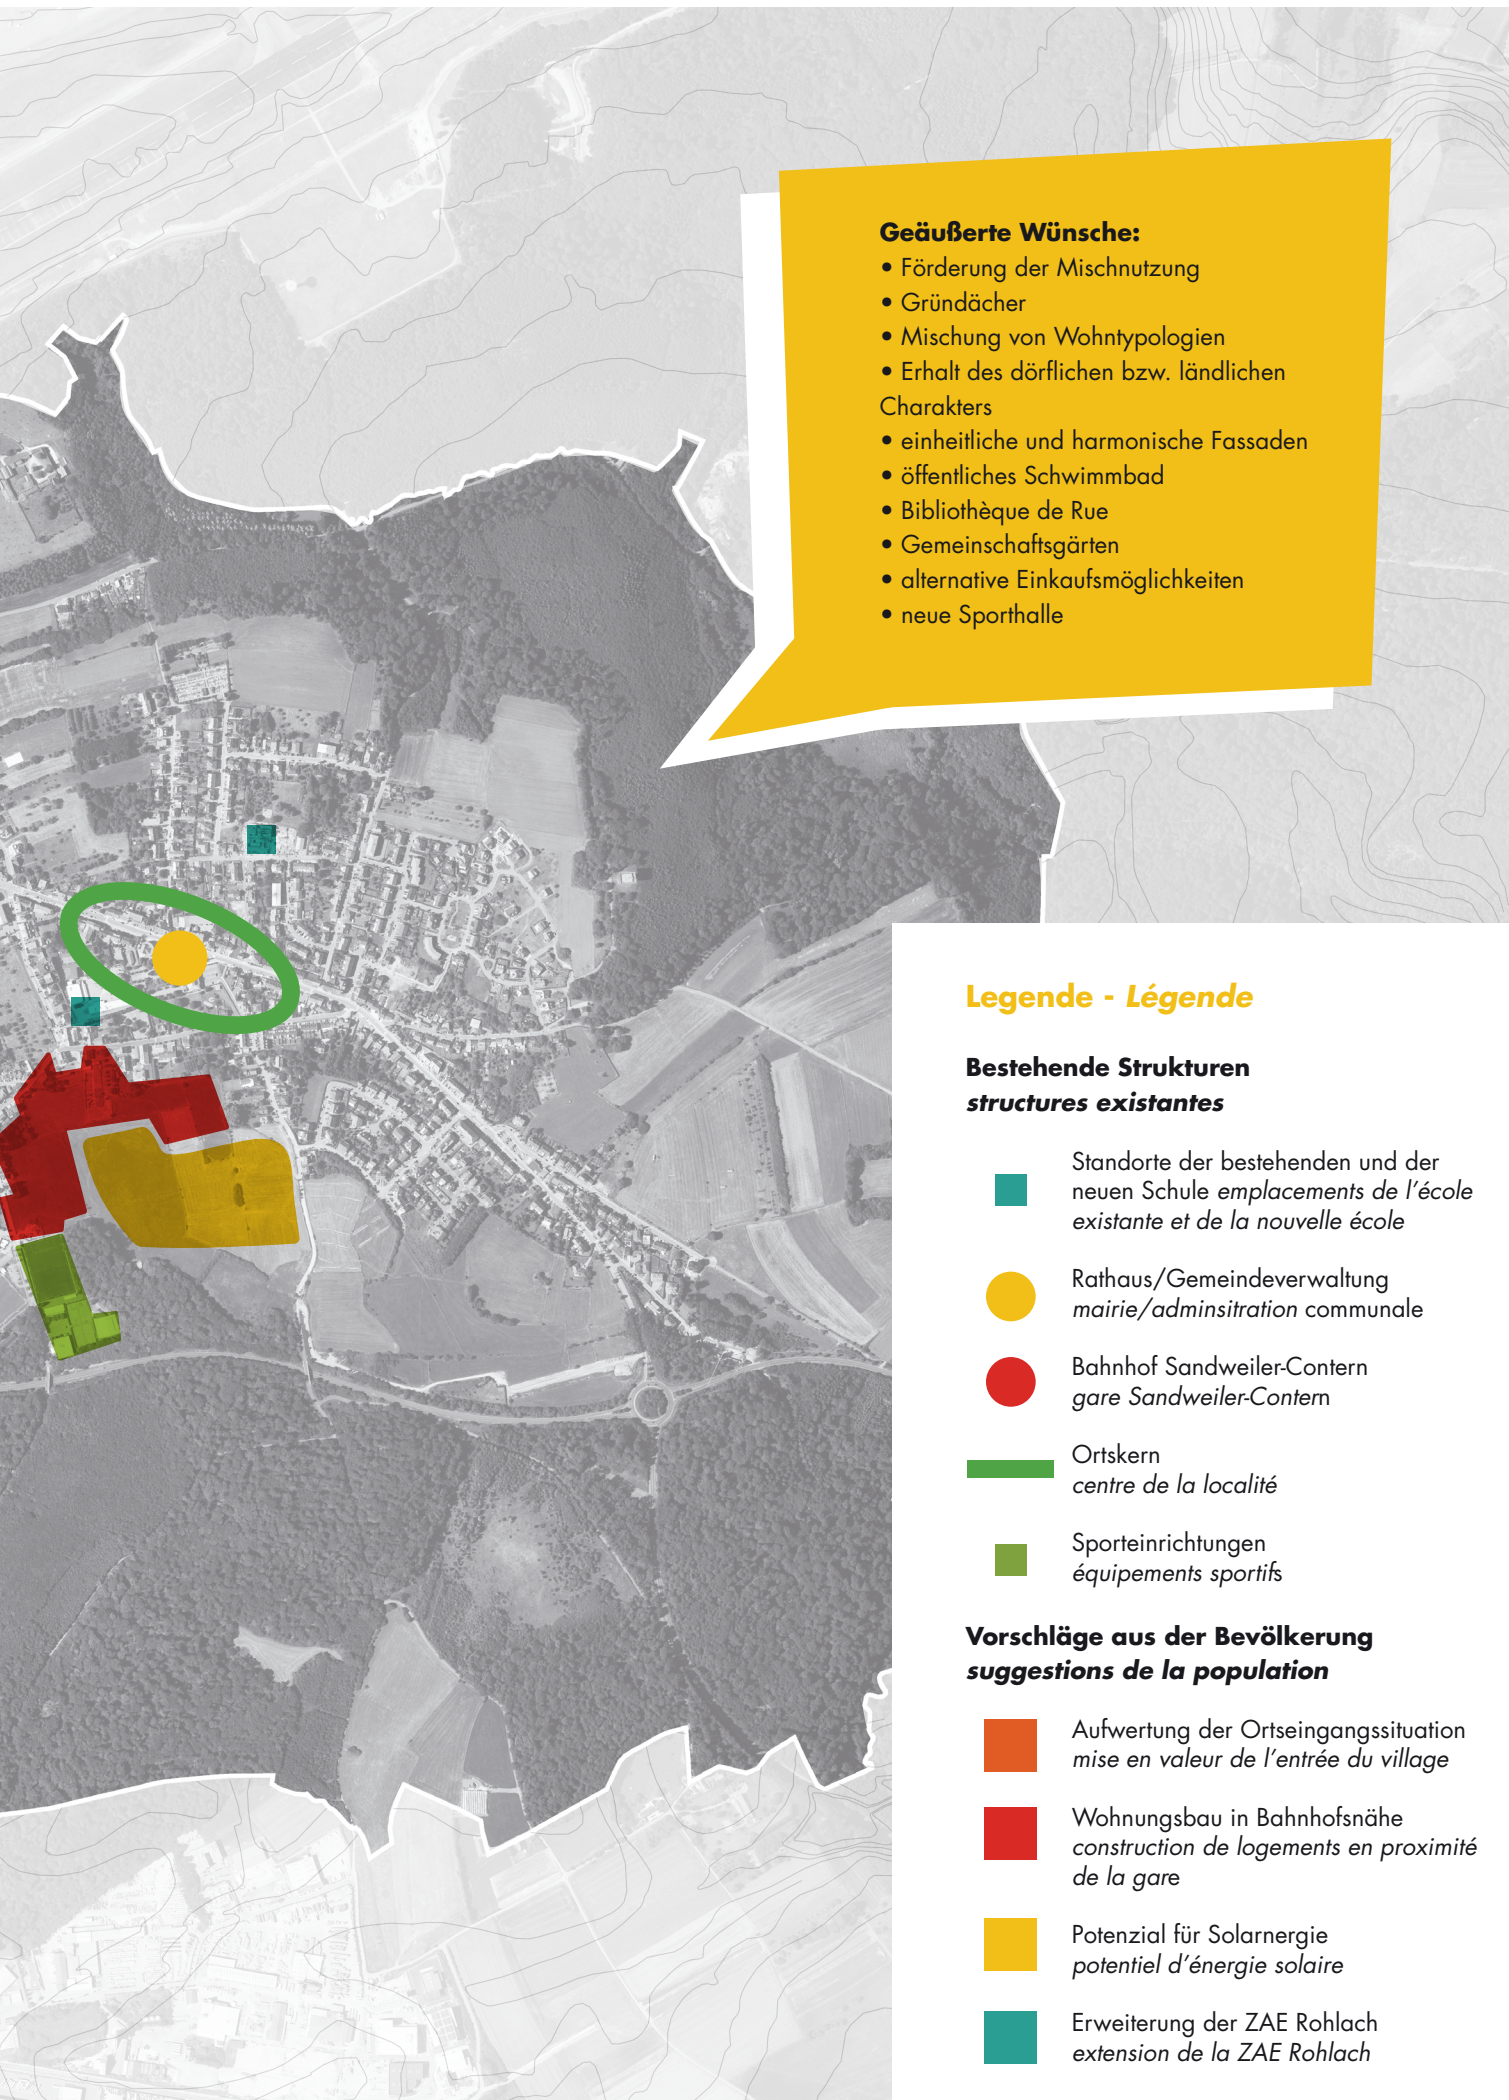 Geäußerte Wünsche:
• Förderung der Mischnutzung
• Gründächer
• Mischung von Wohntypologien
• Erhalt des dörflichen bzw. ländlichen
Charakters
• einheitliche und harmonische Fassaden
• öffentliches Schwimmbad
• Bibliothèque de Rue
• Gemeinschaftsgärten
• alternative Einkaufsmöglichkeiten
• neue Sporthalle
Legende - Légende
Bestehende Strukturen
structures existantes
Standorte der bestehenden und der
neuen Schule emplacements de l'école
existante et de la nouvelle école
Rathaus/Gemeindeverwaltung
mairie/adminsitration communale
Bahnhof Sandweiler-Contern
gare Sandweiler-Contern
Ortskern
centre de la localité
Sporteinrichtungen
équipements sportifs
Vorschläge aus der Bevölkerung
suggestions de la population
Aufwertung der Ortseingangssituation
mise en valeur de l'entrée du village
Wohnungsbau in Bahnhofsnähe
construction de logements en proximité
de la gare
Potenzial für Solarnergie
potentiel d'énergie solaire
Erweiterung der ZAE Rohlach
extension de la ZAE Rohlach